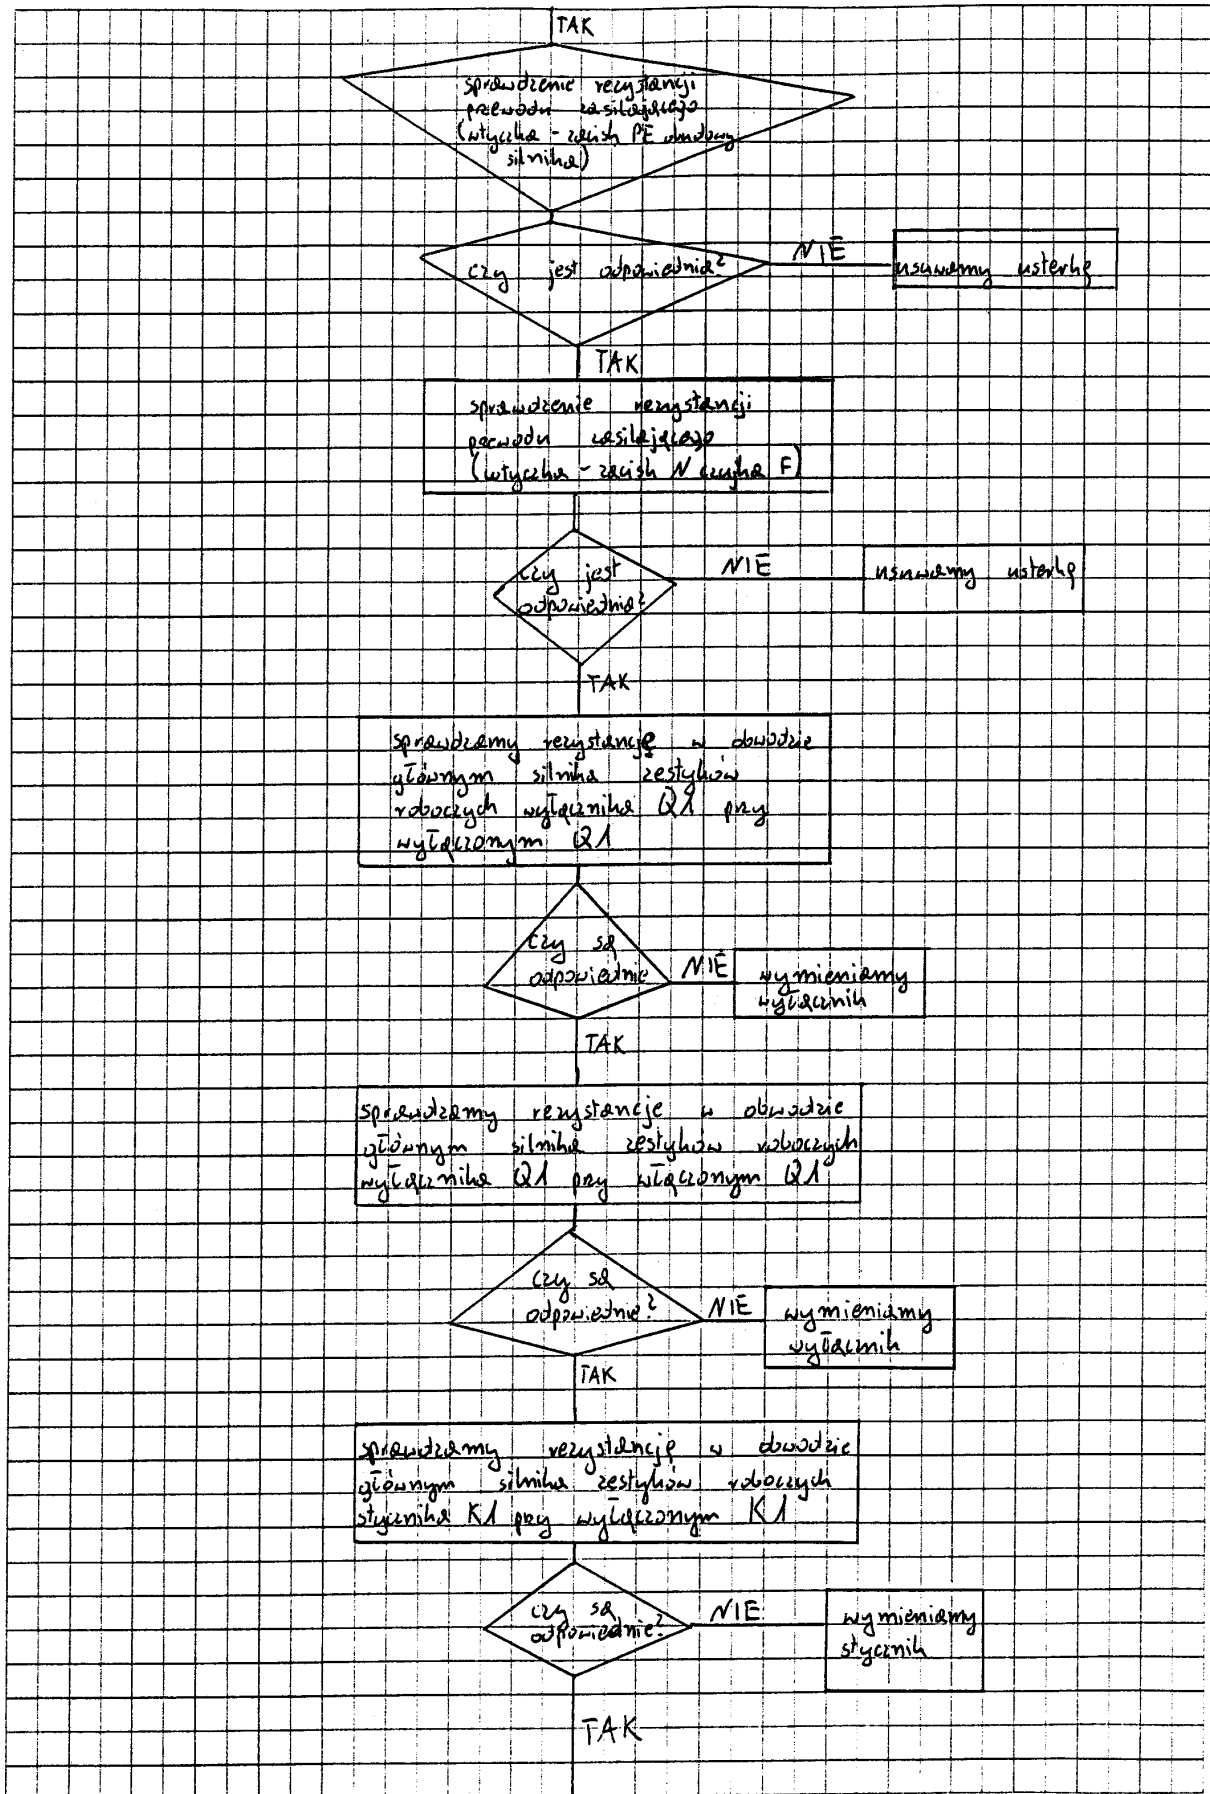 TAK
sprawdzenie rezystancji
przewodu zasilającego
(wtyczka - zacisk PE obudowy
silnika)
czy jest odpowiednia?
NIE
usuwamy usterkę
TAK
sprawdzenie rezystancji
pzewodu zasilającego
(wtyczka - zacisk N czujka F)
czy jest
odpowiednia?
NIE
usuwamy usterkę
TAK
sprawdzamy rezystancję w obwodzie
głównym silnika zestyków
roboczych wyłącznika Q1 przy
wyłączonym Q1
czy są
odpowiednie
NIE
wymieniamy
wyłącznik
TAK
sprawdzamy rezystancje w obwodzie
głównym silnika zestyków roboczych
wyłącznika Q1 przy włączonym Q1
czy są
odpowiednie?
NIE
wymieniamy
wyłącznik
TAK
sprawdzamy rezystancję w obwodzie
głównym silnika zestyków roboczych
stycznika K1 przy wyłączonym K1
czy są
odpowiednie?
NIE
wymieniamy
stycznik
TAK